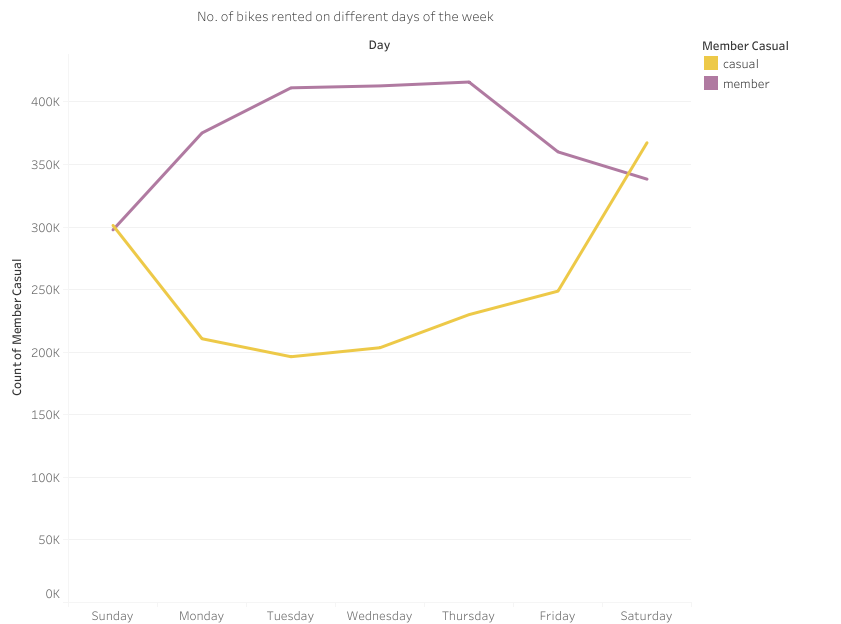 No. of bikes rented on different days of the week
Day
Member Casual
casual
member
Count of Member Casual
400K
350K
300K
250K
200K
150K
100K
50K
0K
Sunday Monday Tuesday Wednesday Thursday Friday Saturday